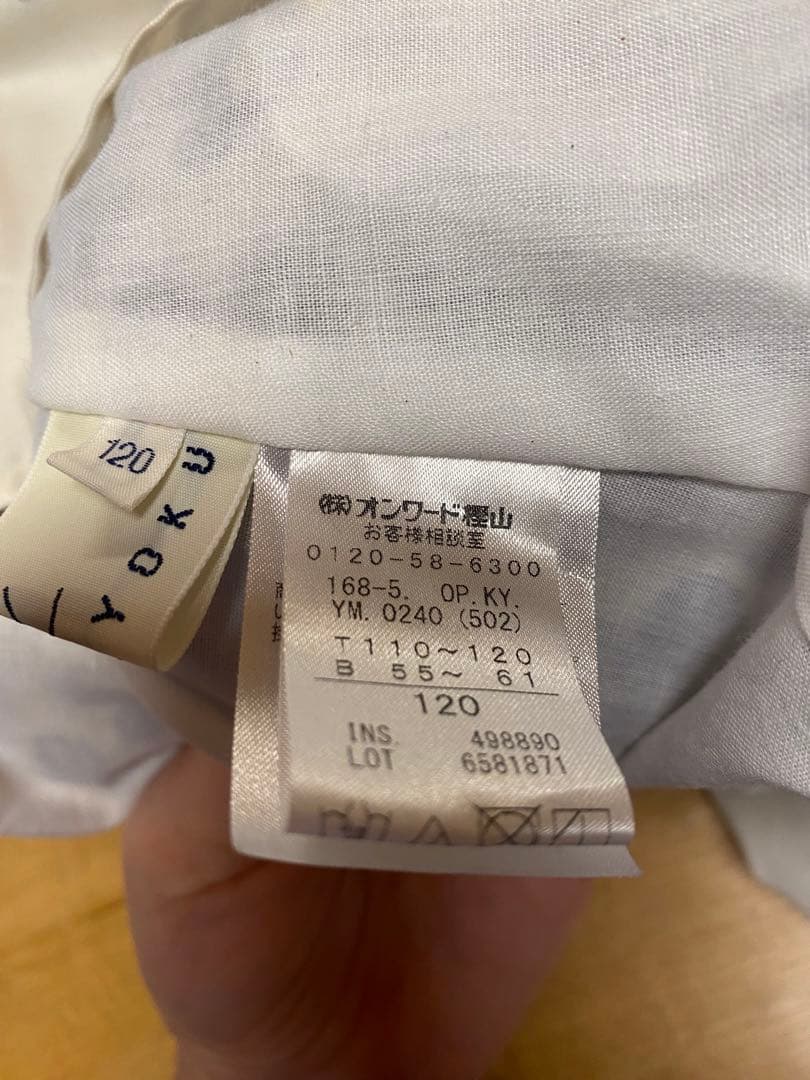 120
YOKU
(株)オンワード樫山
お客様相談室
0120-58-6300
168-5. OP.KY.
YM. 0240 (502)
T 110～120
B 55～ 61
120
INS. 498890
LOT 6581871